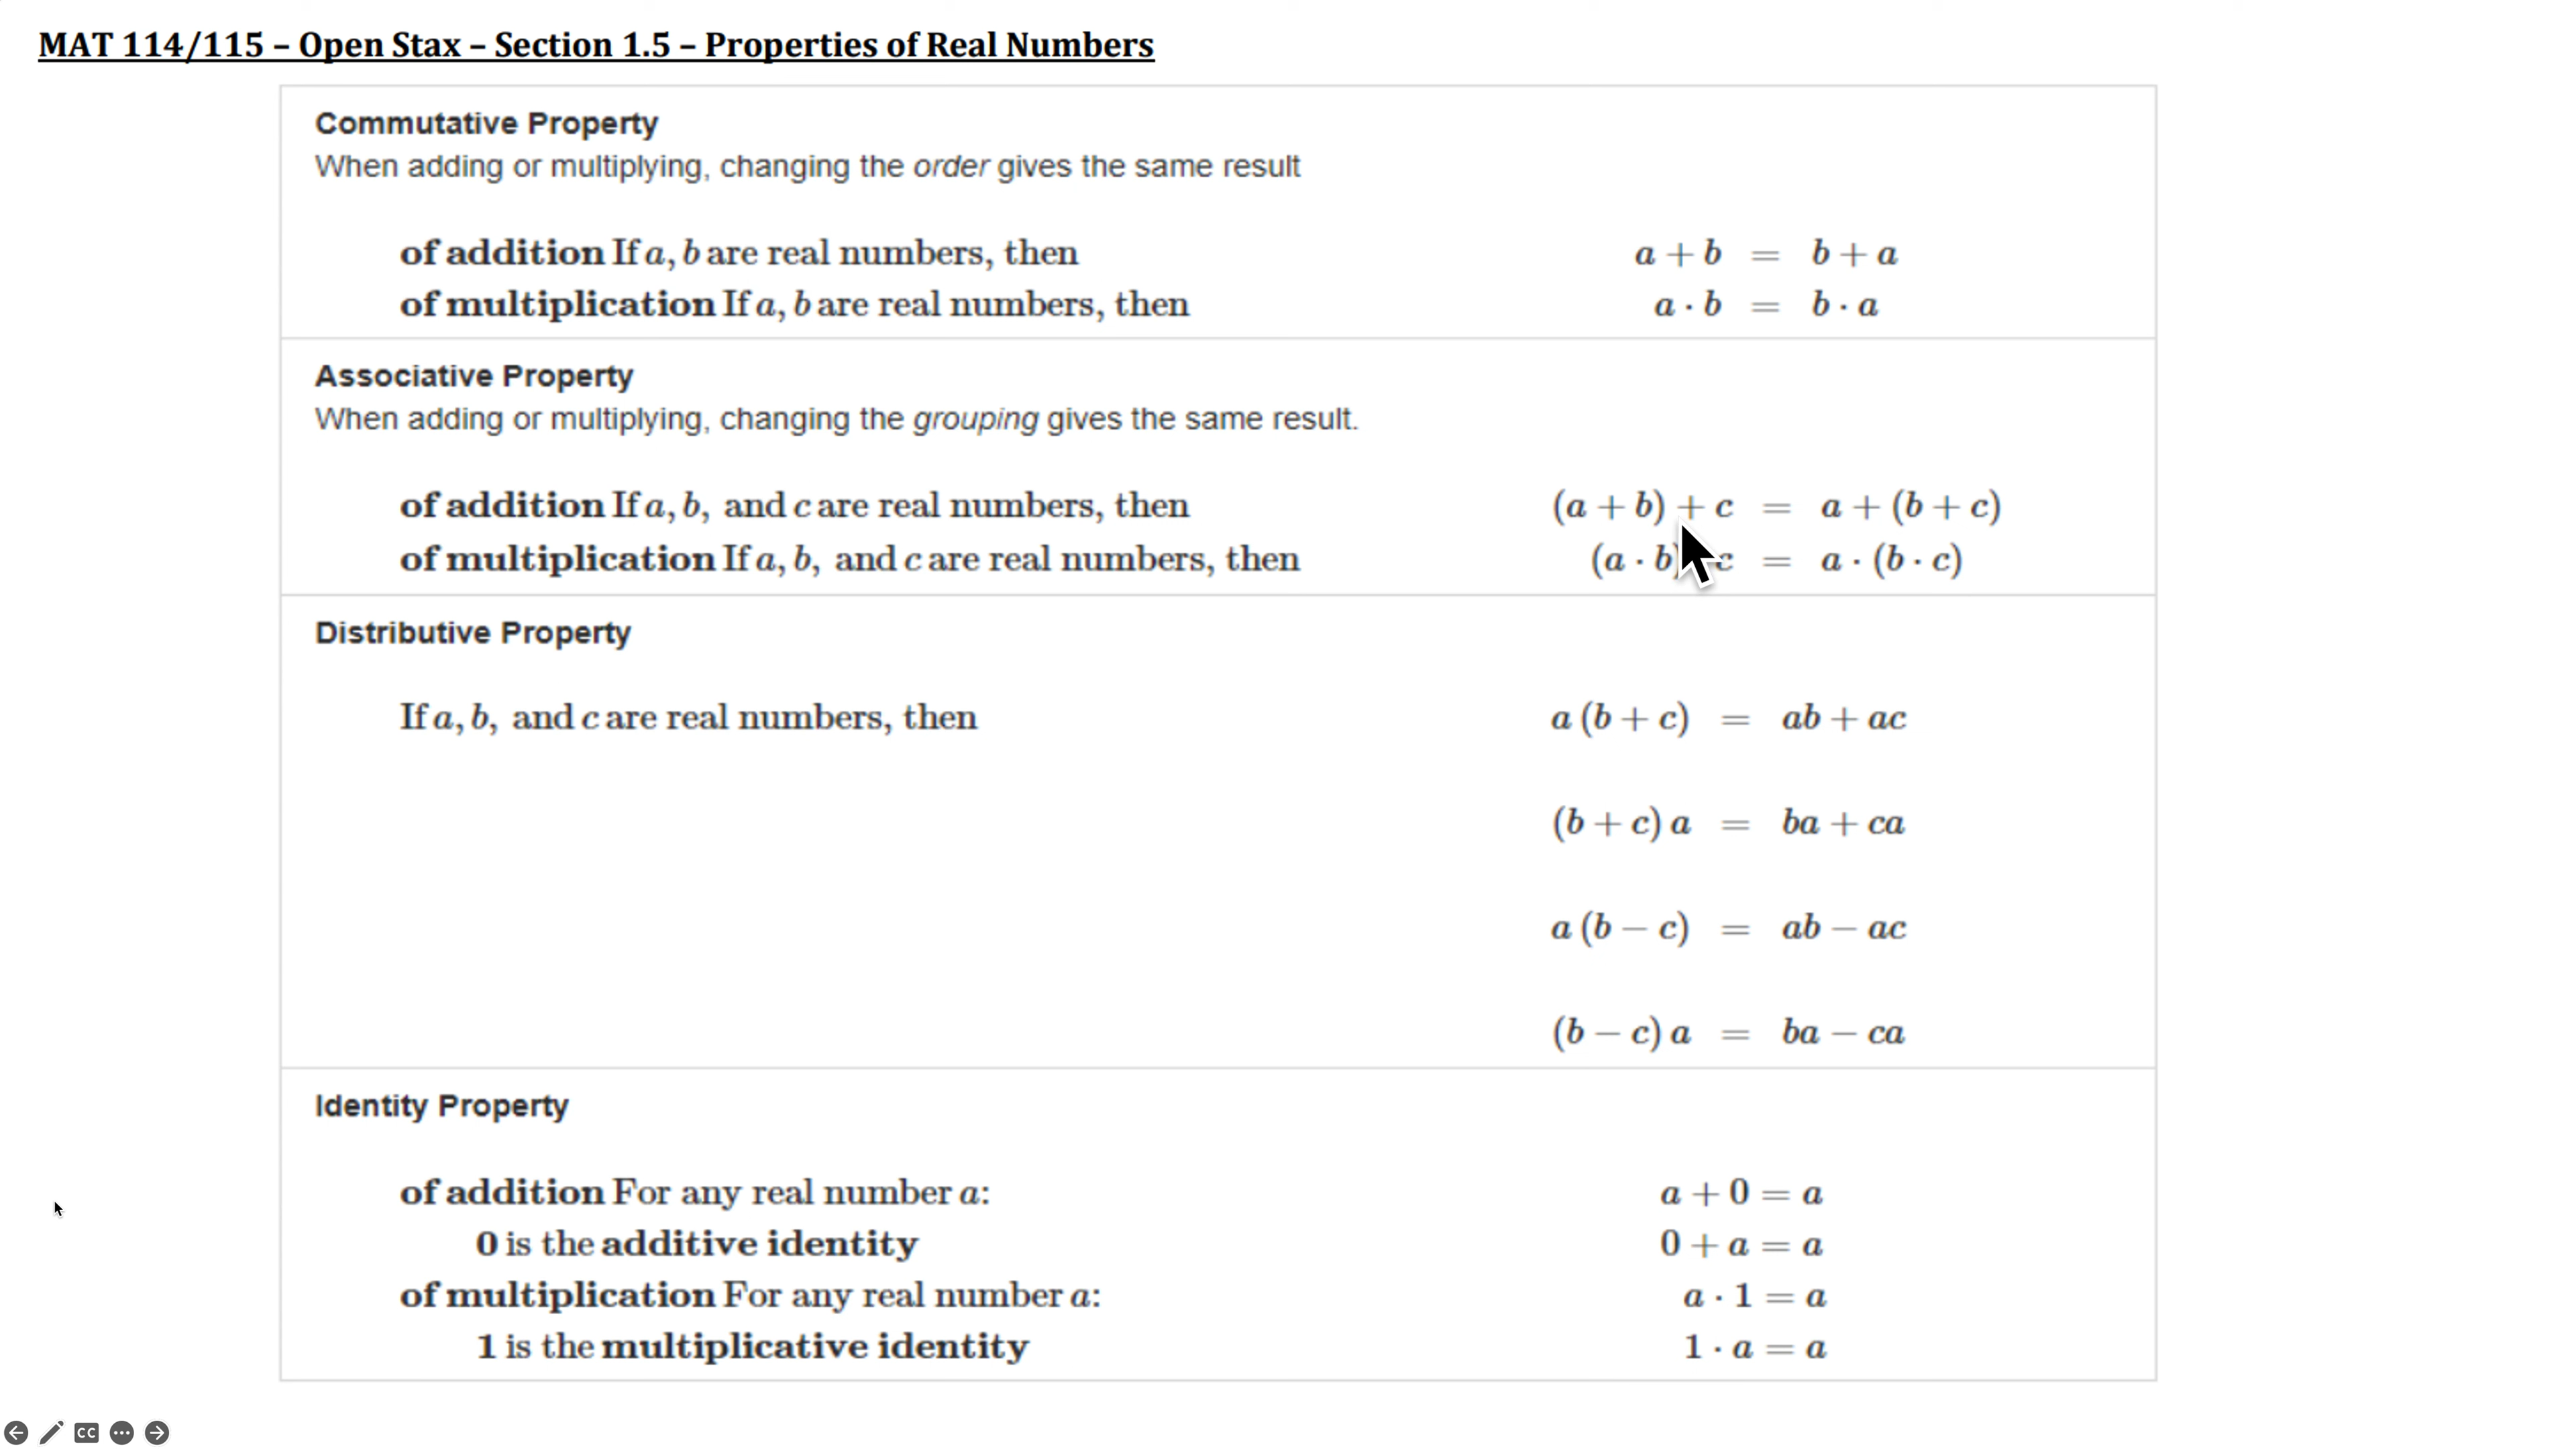 MAT 114/115 – Open Stax – Section 1.5 – Properties of Real Numbers
Commutative Property
When adding or multiplying, changing the order gives the same result
of addition If a, b are real numbers, then a + b = b + a
of multiplication If a, b are real numbers, then a · b = b · a
Associative Property
When adding or multiplying, changing the grouping gives the same result.
of addition If a, b, and c are real numbers, then (a + b) + c = a + (b + c)
of multiplication If a, b, and c are real numbers, then (a · b) c = a · (b · c)
Distributive Property
If a, b, and c are real numbers, then a (b + c) = ab + ac
(b + c) a = ba + ca
a (b − c) = ab − ac
(b − c) a = ba − ca
Identity Property
of addition For any real number a: a + 0 = a
0 is the additive identity 0 + a = a
of multiplication For any real number a: a · 1 = a
1 is the multiplicative identity 1 · a = a
CC